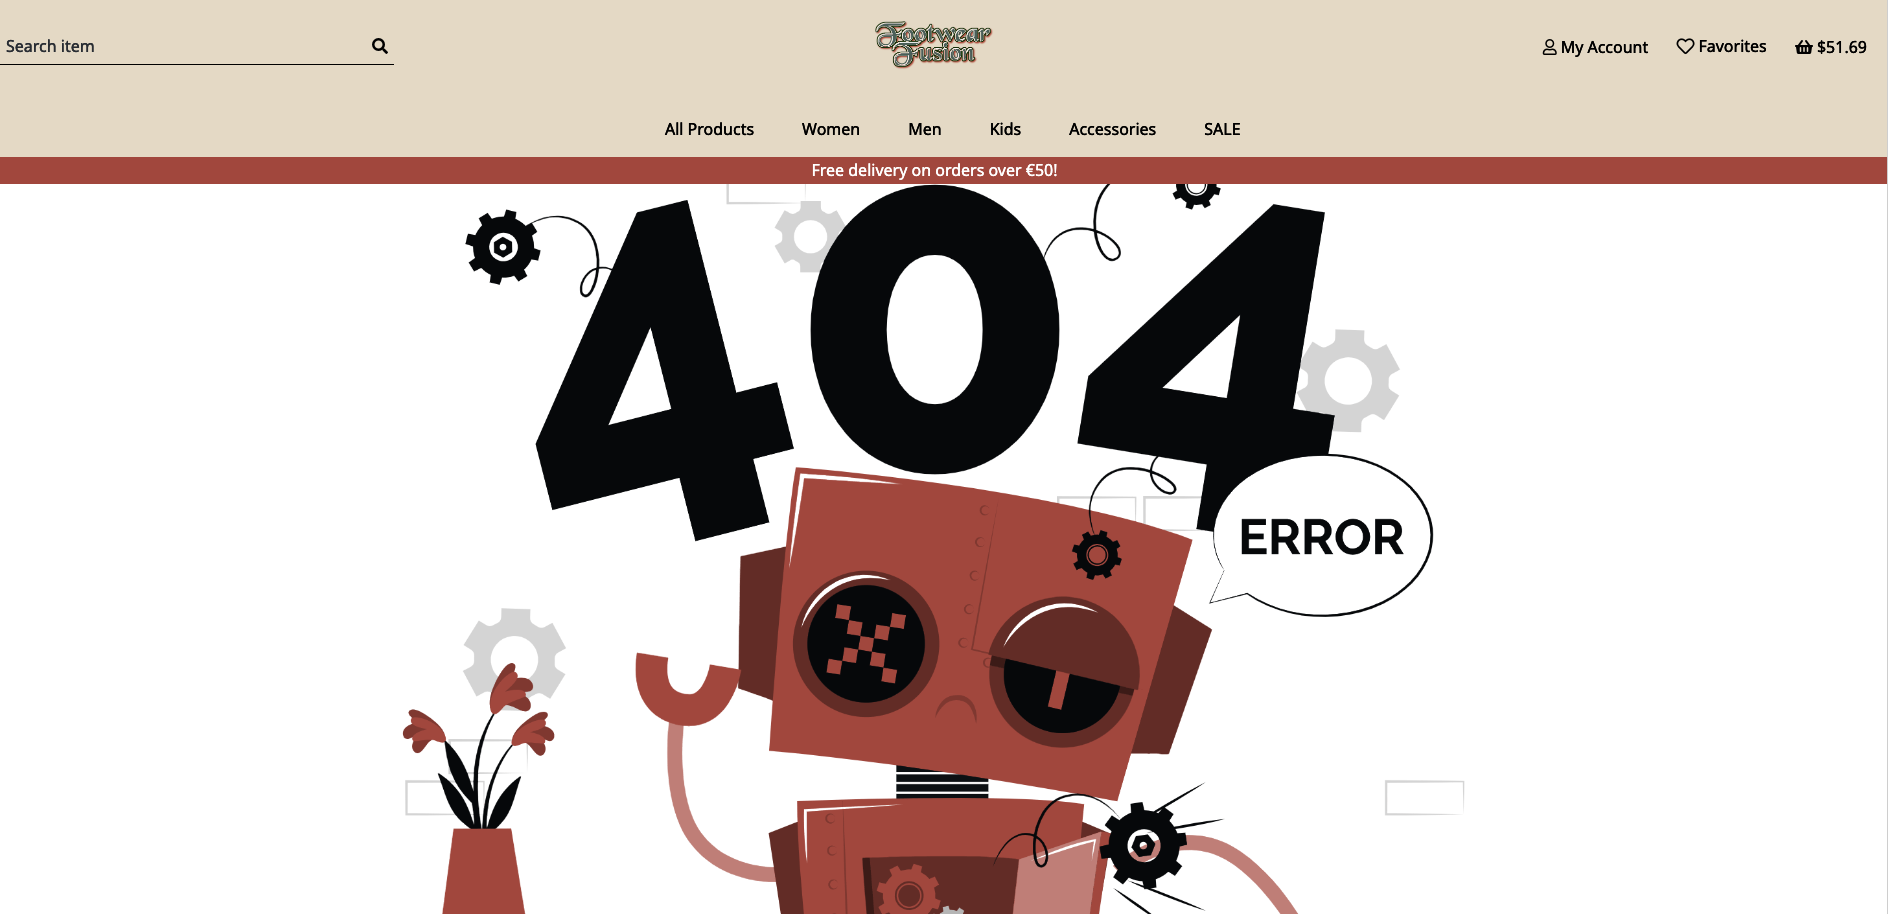 Search item
Footwear
Fusion
My Account
Favorites
$51.69
All Products
Women
Men
Kids
Accessories
SALE
Free delivery on orders over €50!
404
ERROR